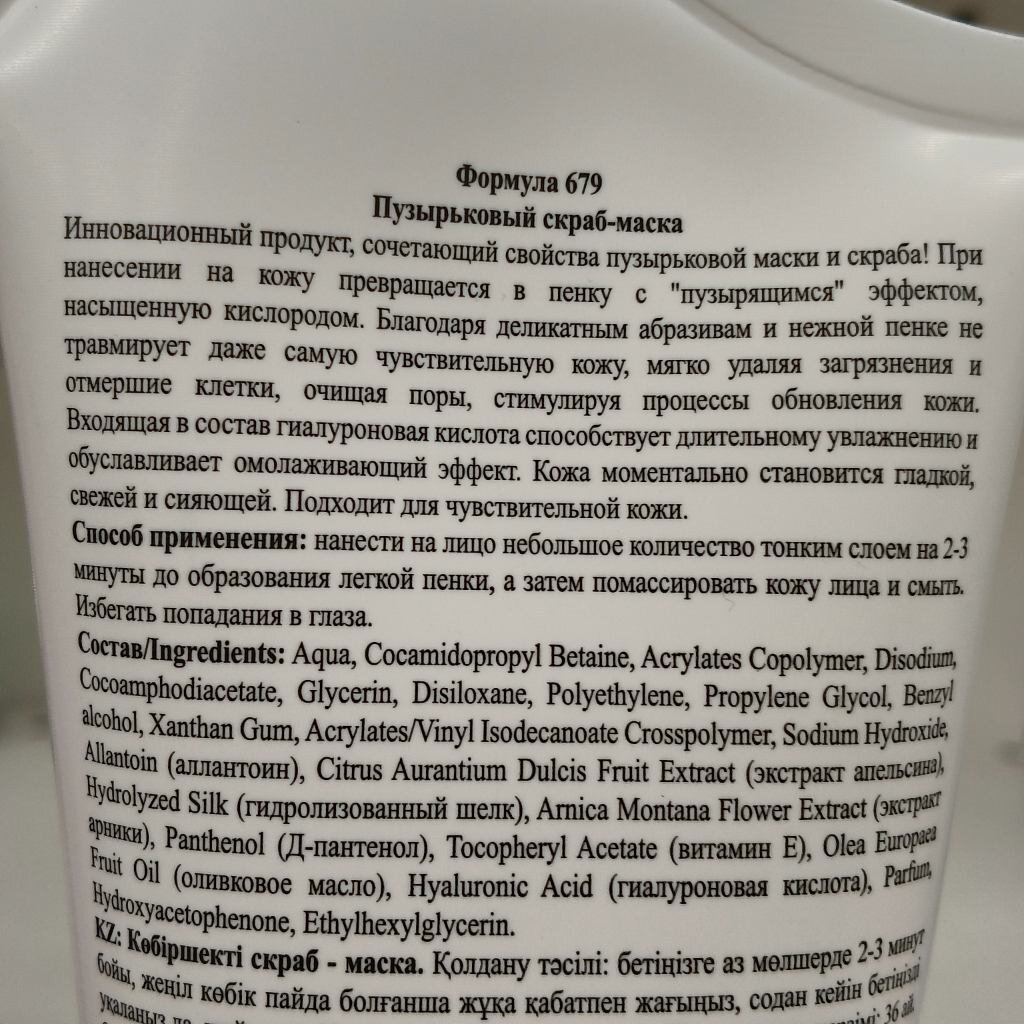 Формула 679
Пузырьковый скраб-маска
Инновационный продукт, сочетающий свойства пузырьковой маски и скраба! При
нанесении на кожу превращается в пенку с "пузырящимся" эффектом,
насыщенную кислородом. Благодаря деликатным абразивам и нежной пенке не
травмирует даже самую чувствительную кожу, мягко удаляя загрязнения и
отмершие клетки, очищая поры, стимулируя процессы обновления кожи.
Входящая в состав гиалуроновая кислота способствует длительному увлажнению и
обуславливает омолаживающий эффект. Кожа моментально становится гладкой,
свежей и сияющей. Подходит для чувствительной кожи.
Способ применения: нанести на лицо небольшое количество тонким слоем на 2-3
минуты до образования легкой пенки, а затем помассировать кожу лица и смыть.
Избегать попадания в глаза.
Состав/Ingredients: Aqua, Cocamidopropyl Betaine, Acrylates Copolymer, Disodium,
Cocoamphodiacetate, Glycerin, Disiloxane, Polyethylene, Propylene Glycol, Benzyl
alcohol, Xanthan Gum, Acrylates/Vinyl Isodecanoate Crosspolymer, Sodium Hydroxide,
Allantoin (аллантоин), Citrus Aurantium Dulcis Fruit Extract (экстракт апельсина),
Hydrolyzed Silk (гидролизованный шелк), Arnica Montana Flower Extract (экстракт
арники), Panthenol (Д-пантенол), Tocopheryl Acetate (витамин Е), Olea Europaea
Fruit Oil (оливковое масло), Hyaluronic Acid (гиалуроновая кислота), Parfum,
Hydroxyacetophenone, Ethylhexylglycerin.
KZ: Көбіршекті скраб - маска. Қолдану тәсілі: бетіңізге аз мөлшерде 2-3 минут
бойы, жеңіл көбік пайда болғанша жұқа қабатпен жағыңыз, содан кейін бетіңізді
36 ай.